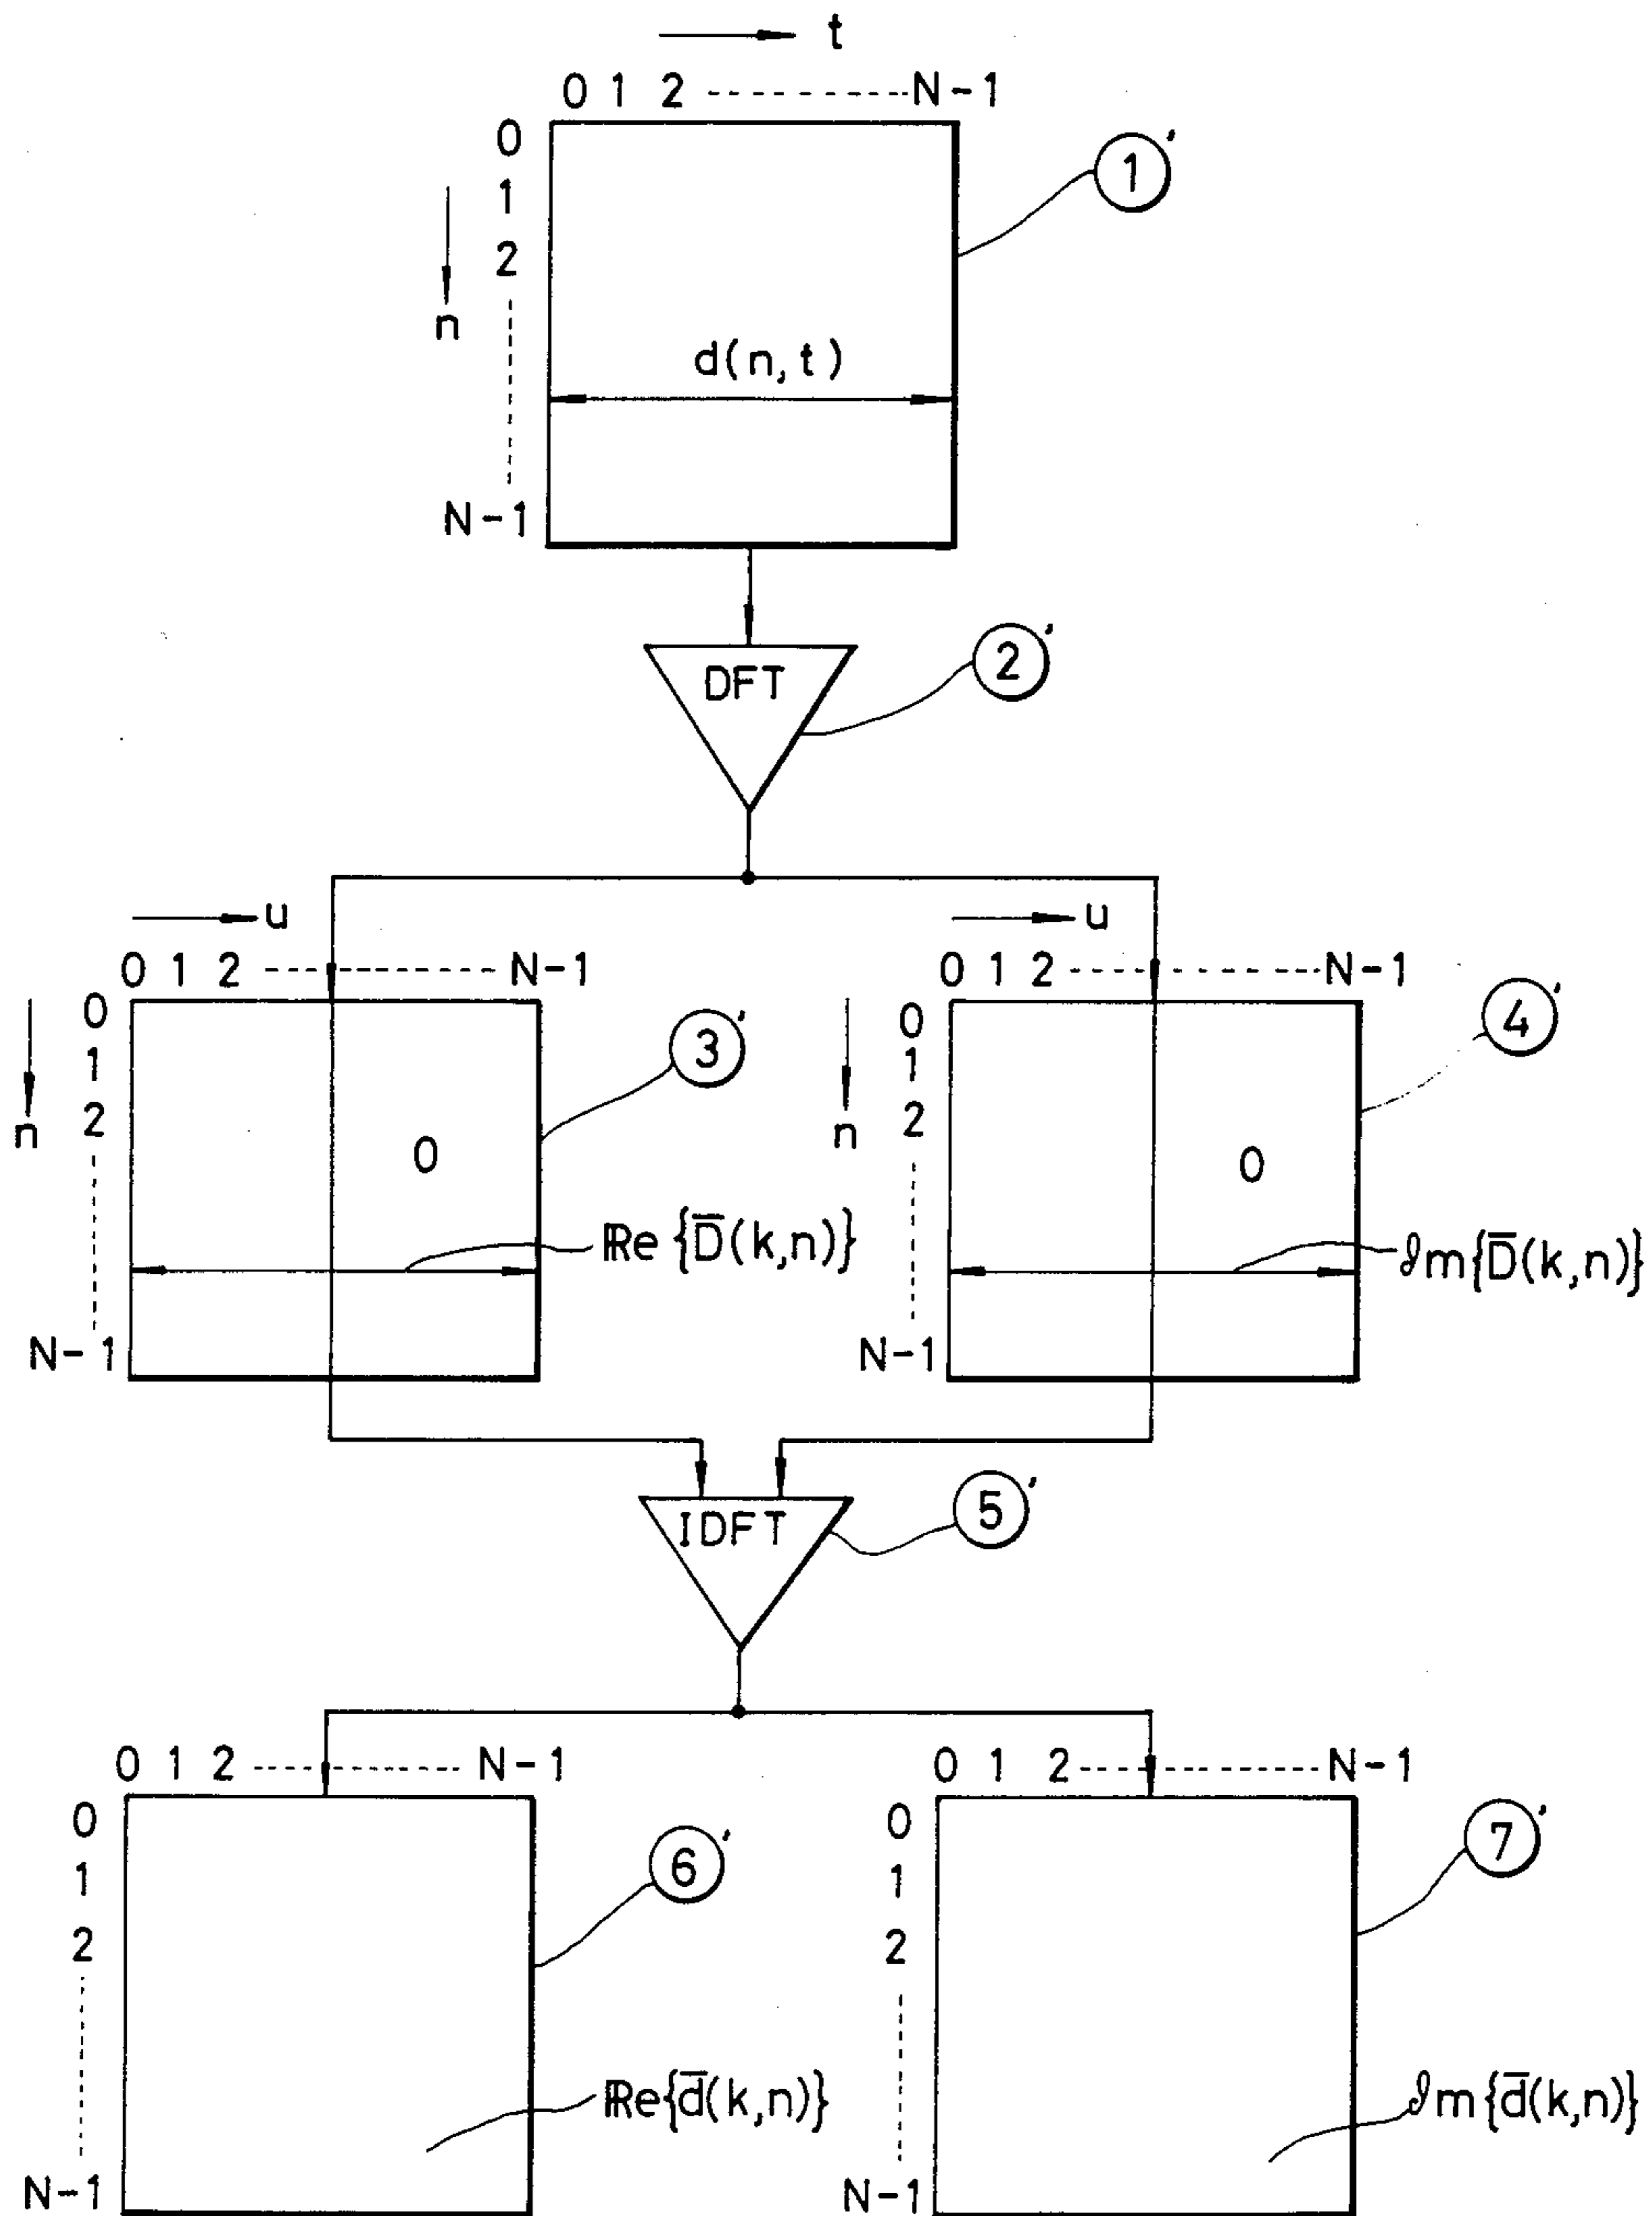 t
0 1 2 ---------- N-1
0
1
2
n
d(n,t)
N-1
1'
DFT
2'
u
0 1 2 ---------- N-1
0
1
2
n
0
N-1
3'
Re{D̅(k,n)}
u
0 1 2 ---------- N-1
0
1
2
n
0
N-1
4'
Im{D̅(k,n)}
IDFT
5'
0 1 2 ---------- N-1
0
1
2
N-1
6'
Re{d̅(k,n)}
0 1 2 ---------- N-1
0
1
2
N-1
7'
Im{d̅(k,n)}